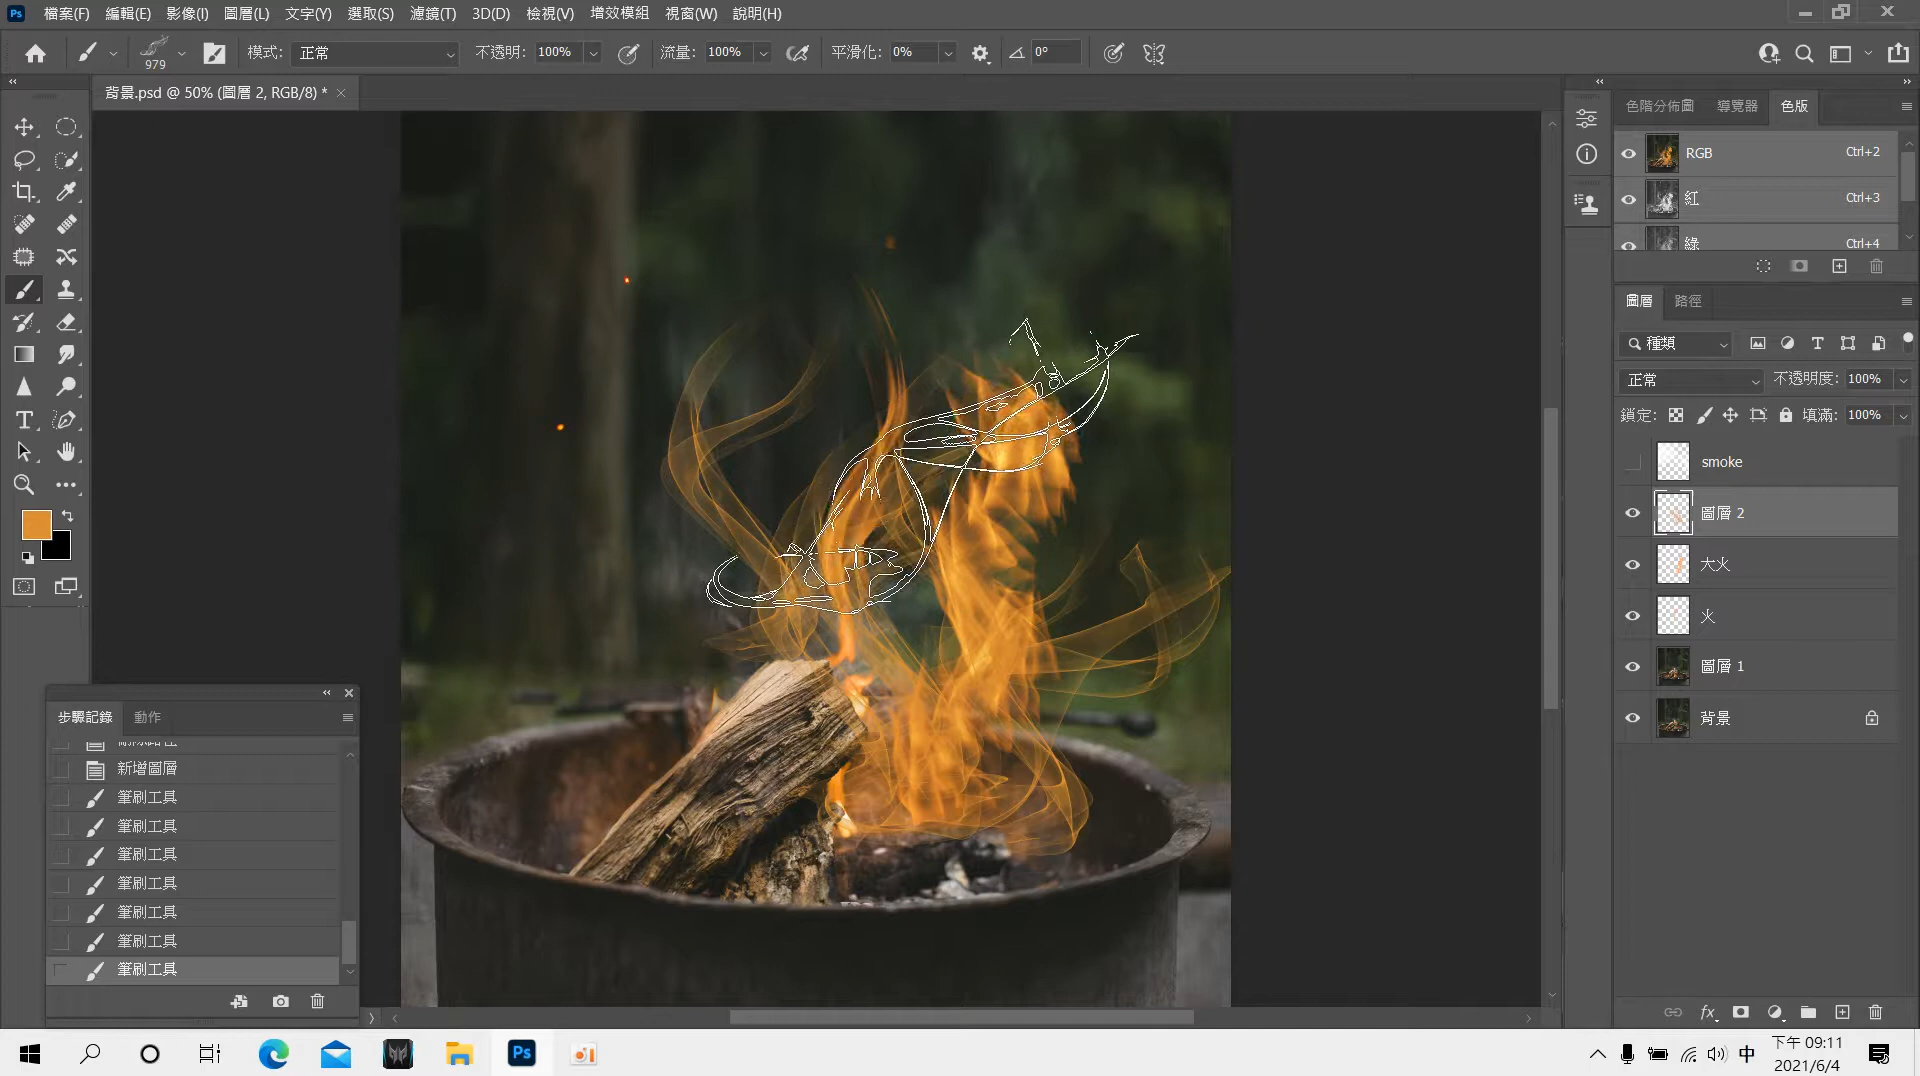 Ps 檔案(F) 編輯(E) 影像(I) 圖層(L) 文字(Y) 選取(S) 濾鏡(T) 3D(D) 檢視(V) 增效模組 視窗(W) 說明(H)
979 模式: 正常 不透明: 100% 流量: 100% 平滑化: 0% 0°
背景.psd @ 50% (圖層 2, RGB/8) *
色階分佈圖 導覽器 色版
RGB Ctrl+2
紅 Ctrl+3
綠 Ctrl+4
圖層 路徑
種類
正常 不透明度: 100%
鎖定: 填滿: 100%
smoke
圖層 2
大火
火
圖層 1
背景
步驟記錄 動作
新增圖層
筆刷工具
筆刷工具
筆刷工具
筆刷工具
筆刷工具
筆刷工具
筆刷工具
fx
Ps
中
下午 09:11
2021/6/4